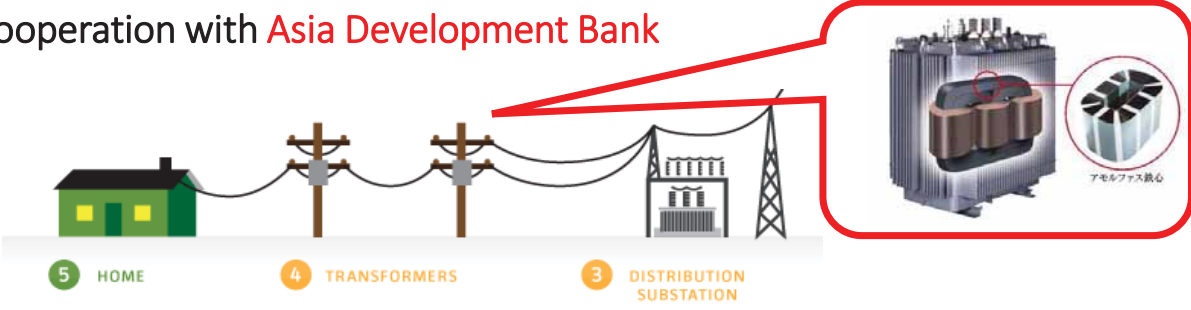 ooperation with Asia Development Bank
アモルファス鉄心
5 HOME
4 TRANSFORMERS
3 DISTRIBUTION
SUBSTATION